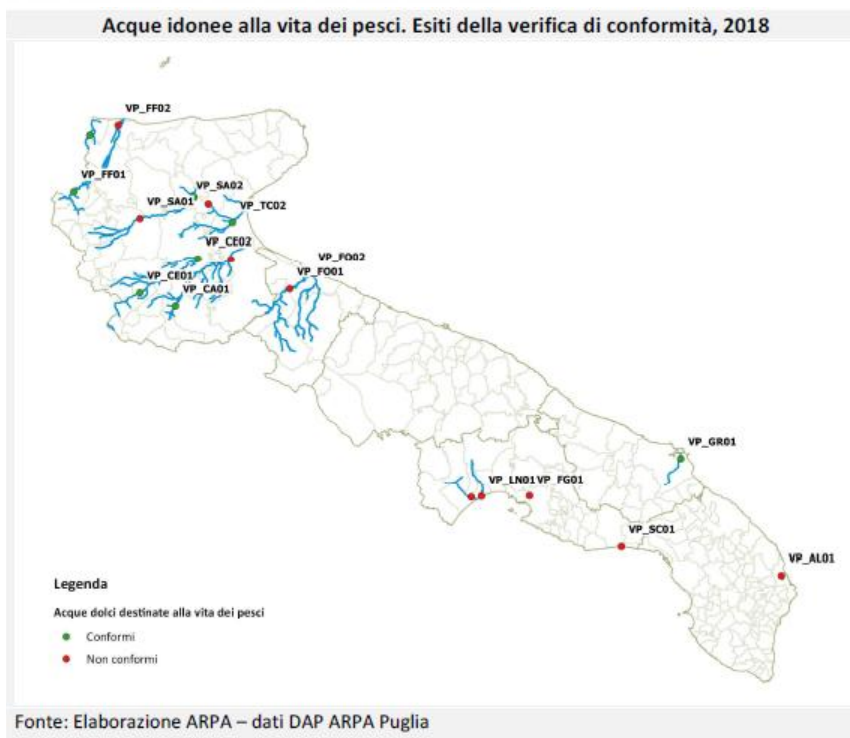 Acque idonee alla vita dei pesci. Esiti della verifica di conformità, 2018
VP_FF02
VP_FF01
VP_SA02
VP_SA01
VP_TC02
VP_CE02
VP_FO02
VP_CE01
VP_FO01
VP_CA01
VP_GR01
VP_LN01 VP_FG01
VP_SC01
VP_AL01
Legenda
Acque dolci destinate alla vita dei pesci
Conformi
Non conformi
Fonte: Elaborazione ARPA – dati DAP ARPA Puglia